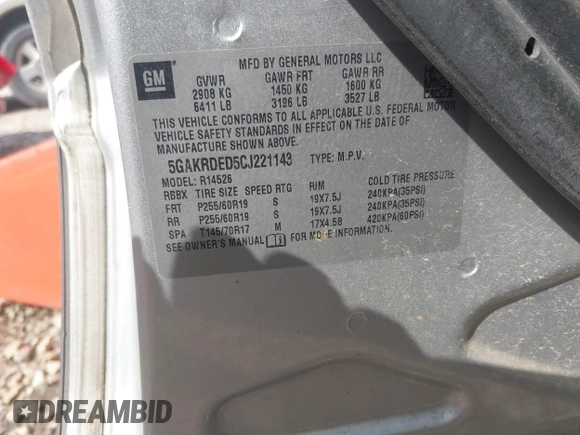 MFD BY GENERAL MOTORS LLC
GM
GVWR GAWR FRT GAWR RR
2908 KG 1450 KG 1600 KG
6411 LB 3196 LB 3527 LB
THIS VEHICLE CONFORMS TO ALL APPLICABLE U.S. FEDERAL MOTOR
VEHICLE SAFETY STANDARDS IN EFFECT ON THE DATE OF
MANUFACTURE SHOWN ABOVE.
5GAKRDED5CJ221143 TYPE: M.P.V.
MODEL: R14526
RBBX TIRE SIZE SPEED RTG RIM COLD TIRE PRESSURE
FRT P255/60R19 S 19X7.5J 240KPA(35PSI)
RR P255/60R19 S 19X7.5J 240KPA(35PSI)
SPA T145/70R17 M 17X4.5B 420KPA(60PSI)
SEE OWNER'S MANUAL FOR MORE INFORMATION.
DREAMBID